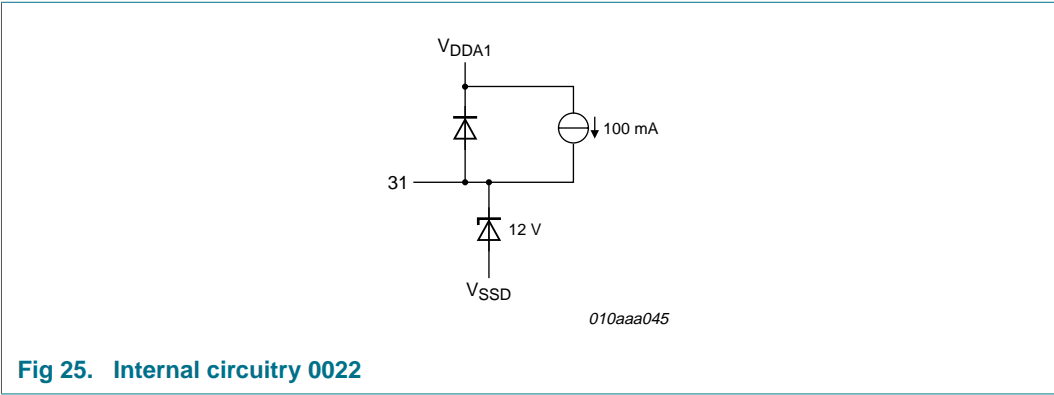 VDDA1
100 mA
31
12 V
VSSD
010aaa045
Fig 25. Internal circuitry 0022